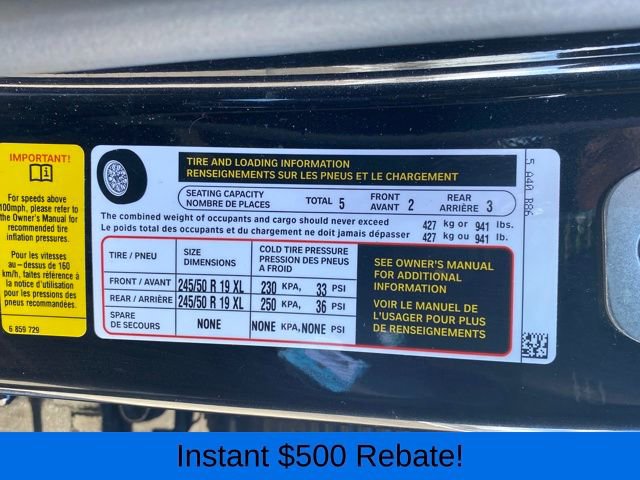 IMPORTANT!
For speeds above
100mph, please refer
to the Owner's Manual for
recommended tire
inflation pressures.
Pour les vitesses
au-dessus de 160
km/h, faites référence à
la notice d'utilisation
pour les pressions des
pneus recommandées
6 859 729
TIRE AND LOADING INFORMATION
RENSEIGNEMENTS SUR LES PNEUS ET LE CHARGEMENT
SEATING CAPACITY
NOMBRE DE PLACES
TOTAL 5
FRONT
AVANT 2
REAR
ARRIÈRE 3
The combined weight of occupants and cargo should never exceed 427 kg or 941 lbs.
Le poids total des occupants et du chargement ne doit jamais dépasser 427 kg ou 941 lb.
TIRE / PNEU
SIZE
DIMENSIONS
COLD TIRE PRESSURE
PRESSION DES PNEUS
A FROID
FRONT / AVANT 245/50 R 19 XL 230 KPA, 33 PSI
REAR / ARRIÈRE 245/50 R 19 XL 250 KPA, 36 PSI
SPARE
DE SECOURS NONE NONE KPA, NONE PSI
SEE OWNER'S MANUAL
FOR ADDITIONAL
INFORMATION
VOIR LE MANUEL DE
L'USAGER POUR PLUS
DE RENSEIGNEMENTS
5 A40 B86
Instant $500 Rebate!